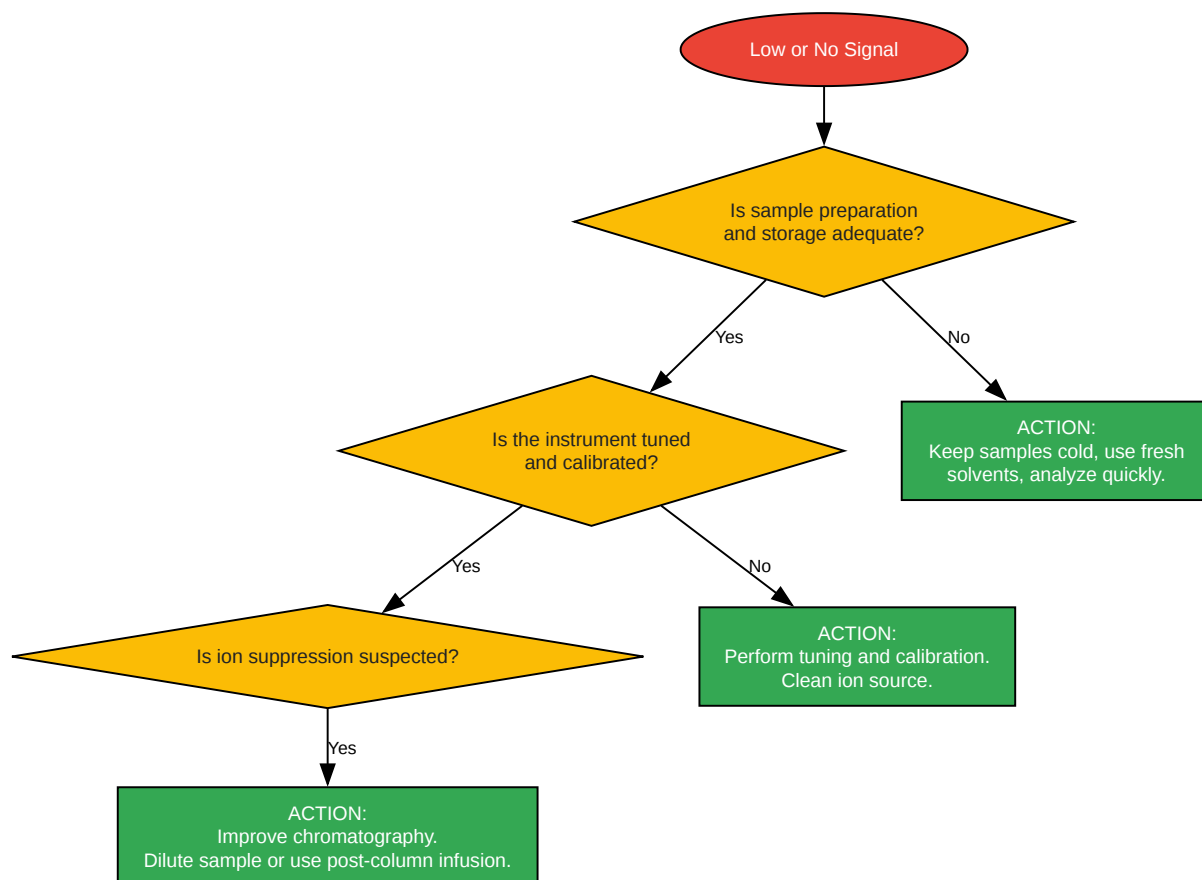 Low or No Signal
Is sample preparation
and storage adequate?
Yes
No
Is the instrument tuned
and calibrated?
ACTION:
Keep samples cold, use fresh
solvents, analyze quickly.
Yes
No
Is ion suppression suspected?
ACTION:
Perform tuning and calibration.
Clean ion source.
Yes
ACTION:
Improve chromatography.
Dilute sample or use post-column infusion.